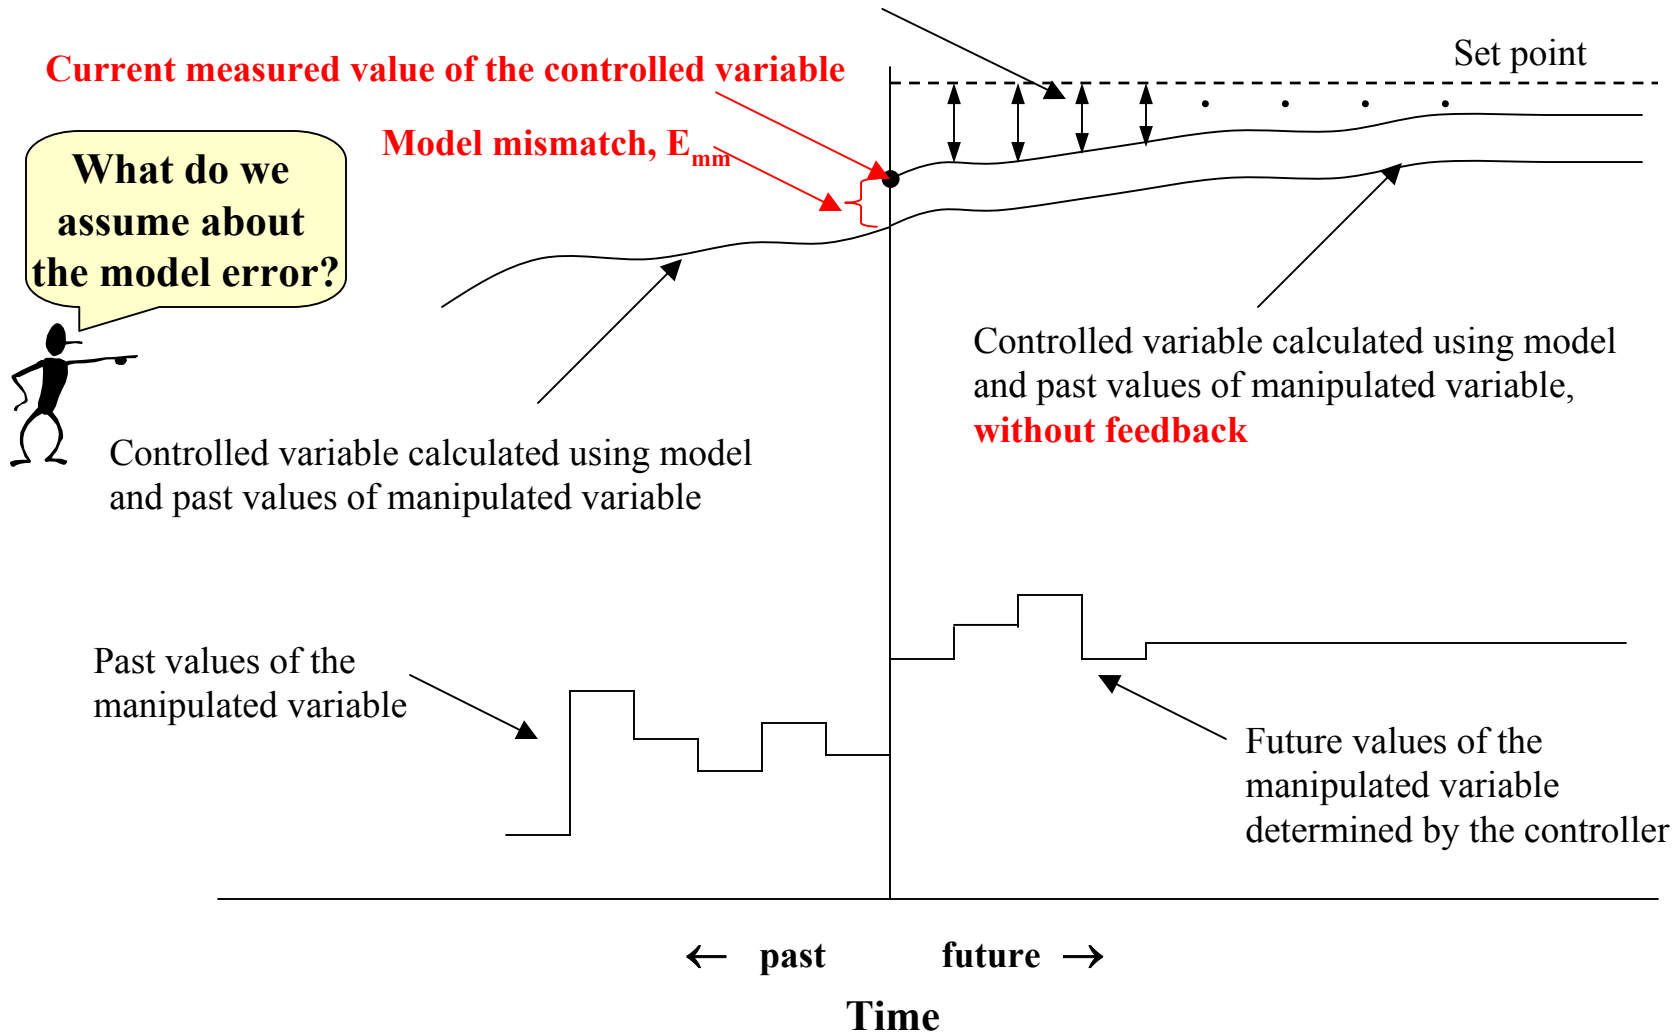 Set point
Current measured value of the controlled variable
Model mismatch, Emm
What do we
assume about
the model error?
Controlled variable calculated using model
and past values of manipulated variable,
without feedback
Controlled variable calculated using model
and past values of manipulated variable
Past values of the
manipulated variable
Future values of the
manipulated variable
determined by the controller
← past future →
Time